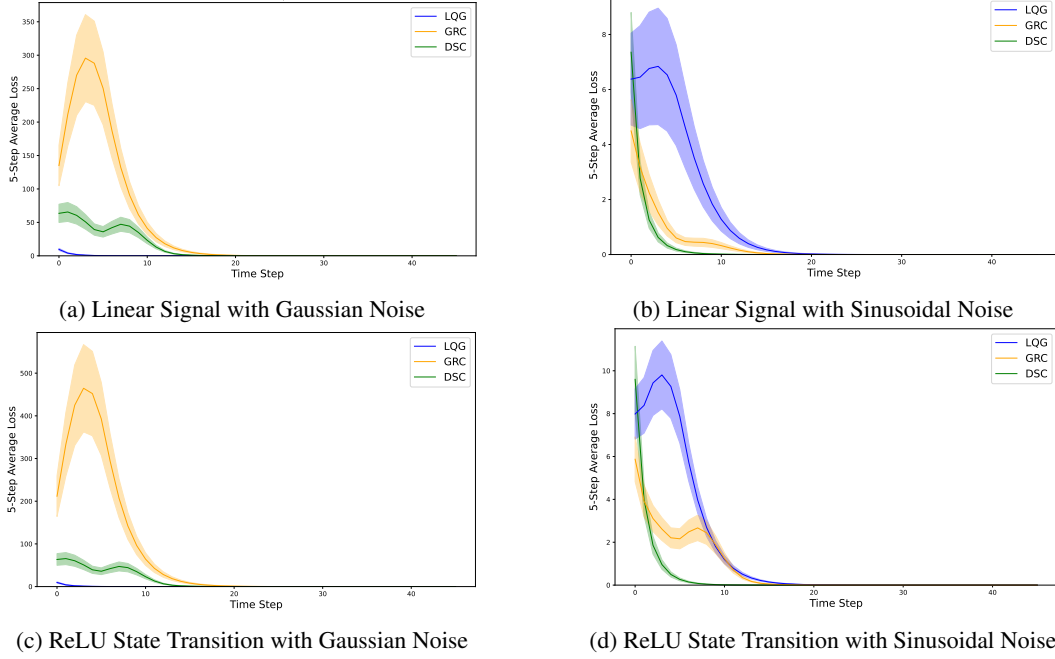 350
300
250
200
150
100
50
0
5-Step Average Loss
0 10 20 30 40
Time Step
LQG
GRC
DSC
(a) Linear Signal with Gaussian Noise
8
6
4
2
0
5-Step Average Loss
0 10 20 30 40
Time Step
LQG
GRC
DSC
(b) Linear Signal with Sinusoidal Noise
500
400
300
200
100
0
5-Step Average Loss
0 10 20 30 40
Time Step
LQG
GRC
DSC
(c) ReLU State Transition with Gaussian Noise
10
8
6
4
2
0
5-Step Average Loss
0 10 20 30 40
Time Step
LQG
GRC
DSC
(d) ReLU State Transition with Sinusoidal Noise